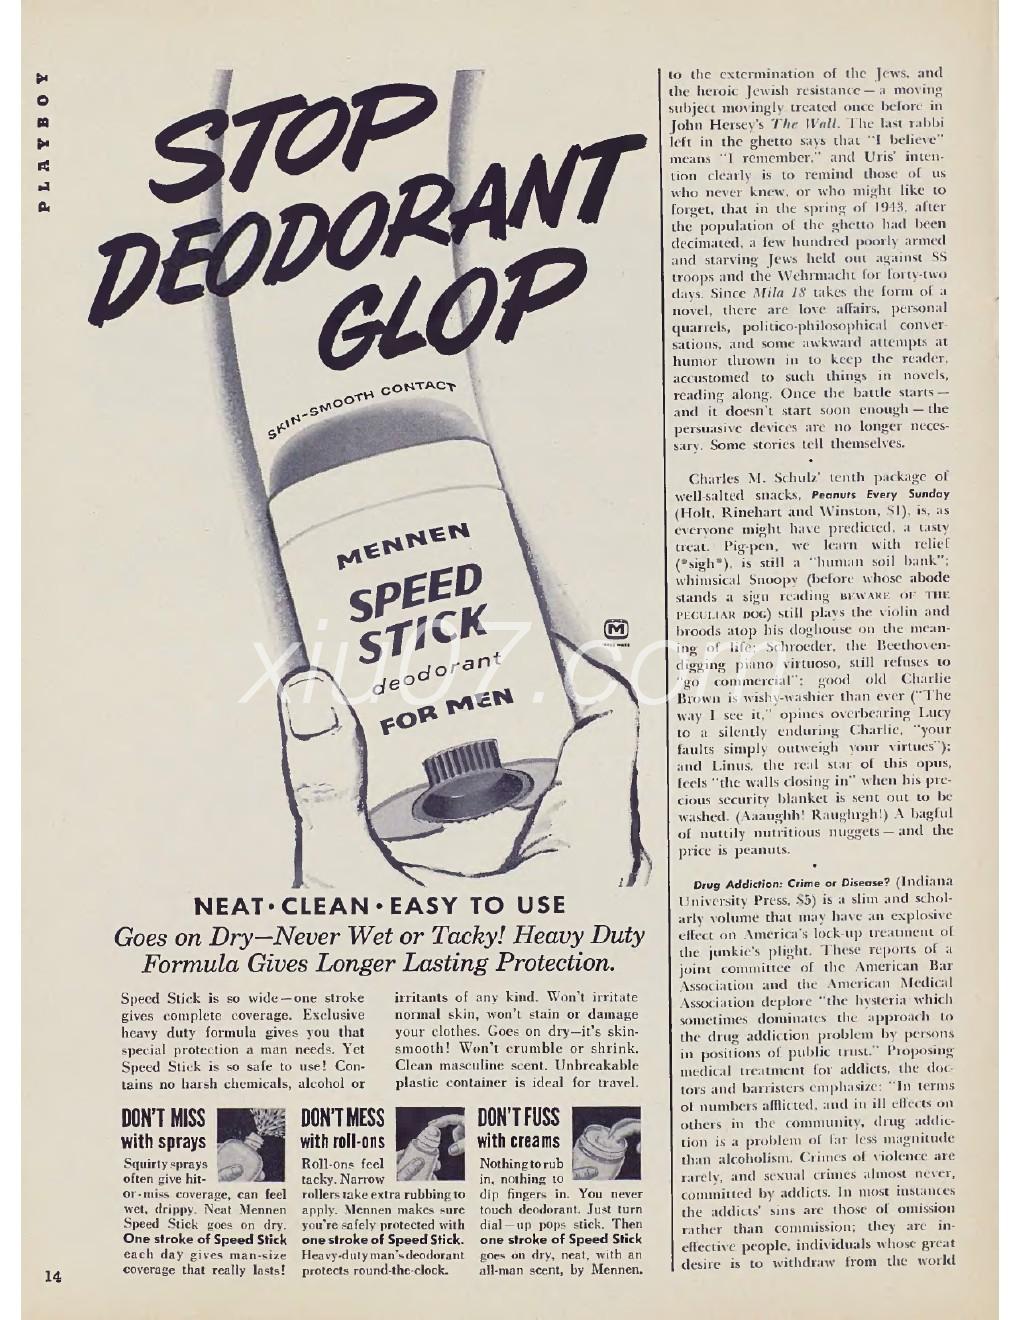 PLAYBOY
STOP
DEODORANT
GLOP
SKIN-SMOOTH CONTACT
MENNEN
SPEED
STICK
deodorant
FOR MEN
M
xiu07.com
NEAT • CLEAN • EASY TO USE
Goes on Dry—Never Wet or Tacky! Heavy Duty
Formula Gives Longer Lasting Protection.
Speed Stick is so wide—one stroke
gives complete coverage. Exclusive
heavy duty formula gives you that
special protection a man needs. Yet
Speed Stick is so safe to use! Con-
tains no harsh chemicals, alcohol or
irritants of any kind. Won't irritate
normal skin, won't stain or damage
your clothes. Goes on dry—it's skin-
smooth! Won't crumble or shrink.
Clean masculine scent. Unbreakable
plastic container is ideal for travel.
DON'T MISS
with sprays
Squirty sprays
often give hit-
or-miss coverage, can feel
wet, drippy. Neat Mennen
Speed Stick goes on dry.
One stroke of Speed Stick
each day gives man-size
coverage that really lasts!
DON'T MESS
with roll-ons
Roll-ons feel
tacky. Narrow
rollers take extra rubbing to
apply. Mennen makes sure
you're safely protected with
one stroke of Speed Stick.
Heavy-duty man's deodorant
protects round-the-clock.
DON'T FUSS
with creams
Nothing to rub
in, nothing to
dip fingers in. You never
touch deodorant. Just turn
dial—up pops stick. Then
one stroke of Speed Stick
goes on dry, neat, with an
all-man scent, by Mennen.
to the extermination of the Jews, and
the heroic Jewish resistance — a moving
subject movingly treated once before in
John Hersey's The Wall. The last rabbi
left in the ghetto says that "I believe"
means "I remember," and Uris' inten-
tion clearly is to remind those of us
who never knew, or who might like to
forget, that in the spring of 1943, after
the population of the ghetto had been
decimated, a few hundred poorly armed
and starving Jews held out against SS
troops and the Wehrmacht for forty-two
days. Since Mila 18 takes the form of a
novel, there are love affairs, personal
quarrels, politico-philosophical conver-
sations, and some awkward attempts at
humor thrown in to keep the reader,
accustomed to such things in novels,
reading along. Once the battle starts —
and it doesn't start soon enough — the
persuasive devices are no longer neces-
sary. Some stories tell themselves.
•
Charles M. Schulz' tenth package of
well-salted snacks, Peanuts Every Sunday
(Holt, Rinehart and Winston, $1), is, as
everyone might have predicted, a tasty
treat. Pig-pen, we learn with relief
(*sigh*), is still a "human soil bank";
whimsical Snoopy (before whose abode
stands a sign reading BEWARE OF THE
PECULIAR DOG) still plays the violin and
broods atop his doghouse on the mean-
ing of life; Schroeder, the Beethoven-
digging piano virtuoso, still refuses to
"go commercial"; good old Charlie
Brown is wishy-washier than ever ("The
way I see it," opines overbearing Lucy
to a silently enduring Charlie, "your
faults simply outweigh your virtues");
and Linus, the real star of this opus,
feels "the walls closing in" when his pre-
cious security blanket is sent out to be
washed. (Aaaughh! Raughrgh!) A bagful
of nuttily nutritious nuggets — and the
price is peanuts.
•
Drug Addiction: Crime or Disease? (Indiana
University Press, $5) is a slim and schol-
arly volume that may have an explosive
effect on America's lock-up treatment of
the junkie's plight. These reports of a
joint committee of the American Bar
Association and the American Medical
Association deplore "the hysteria which
sometimes dominates the approach to
the drug addiction problem by persons
in positions of public trust." Proposing
medical treatment for addicts, the doc-
tors and barristers emphasize: "In terms
of numbers afflicted, and in ill effects on
others in the community, drug addic-
tion is a problem of far less magnitude
than alcoholism. Crimes of violence are
rarely, and sexual crimes almost never,
committed by addicts. In most instances
the addicts' sins are those of omission
rather than commission; they are in-
effective people, individuals whose great
desire is to withdraw from the world
14